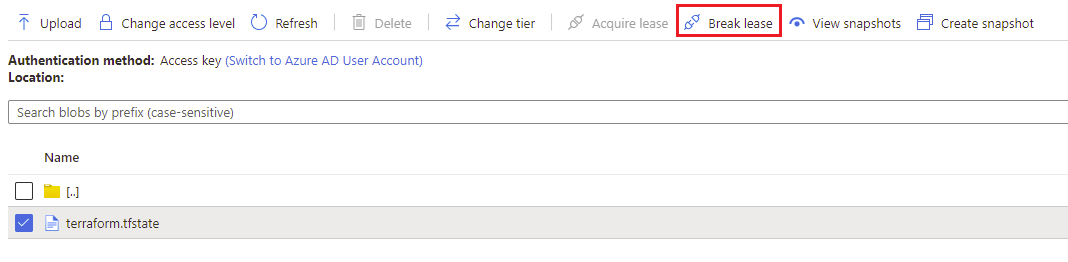 Upload Change access level Refresh Delete Change tier Acquire lease Break lease View snapshots Create snapshot
Authentication method: Access key (Switch to Azure AD User Account)
Location:
Search blobs by prefix (case-sensitive)
Name
[..]
terraform.tfstate